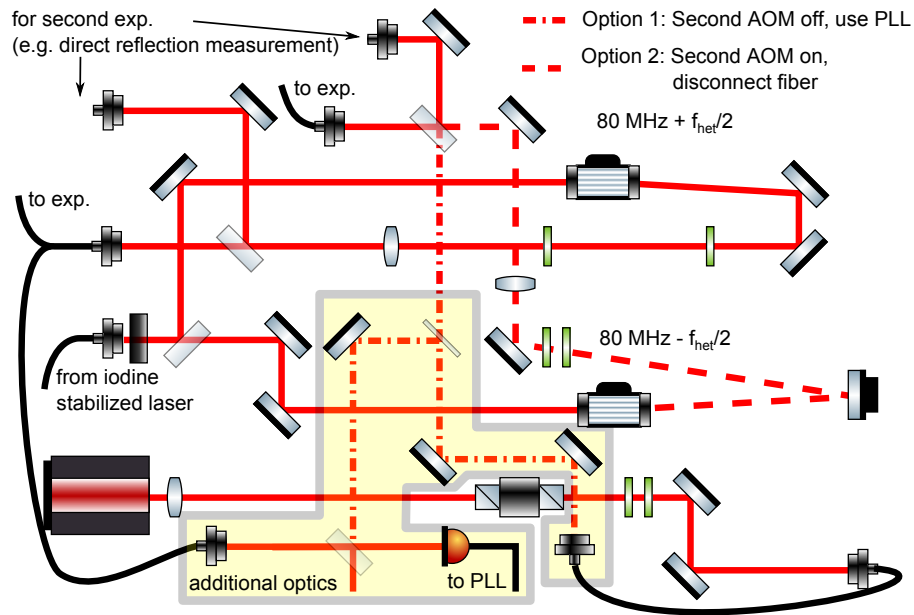 for second exp.
(e.g. direct reflection measurement)
Option 1: Second AOM off, use PLL
Option 2: Second AOM on,
disconnect fiber
to exp.
80 MHz + f_het/2
to exp.
80 MHz - f_het/2
from iodine
stabilized laser
additional optics
to PLL